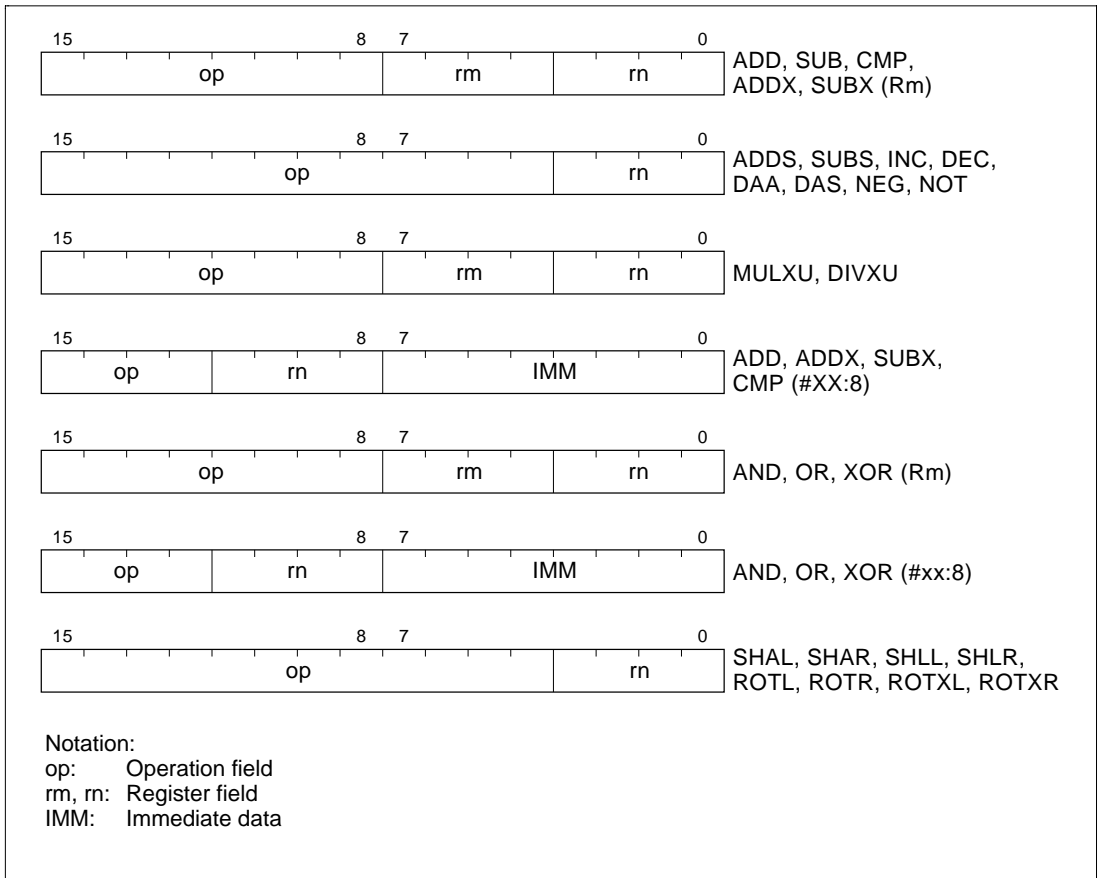 15 8 7 0
op rm rn
ADD, SUB, CMP,
ADDX, SUBX (Rm)
15 8 7 0
op rn
ADDS, SUBS, INC, DEC,
DAA, DAS, NEG, NOT
15 8 7 0
op rm rn
MULXU, DIVXU
15 8 7 0
op rn IMM
ADD, ADDX, SUBX,
CMP (#XX:8)
15 8 7 0
op rm rn
AND, OR, XOR (Rm)
15 8 7 0
op rn IMM
AND, OR, XOR (#xx:8)
15 8 7 0
op rn
SHAL, SHAR, SHLL, SHLR,
ROTL, ROTR, ROTXL, ROTXR
Notation:
op: Operation field
rm, rn: Register field
IMM: Immediate data